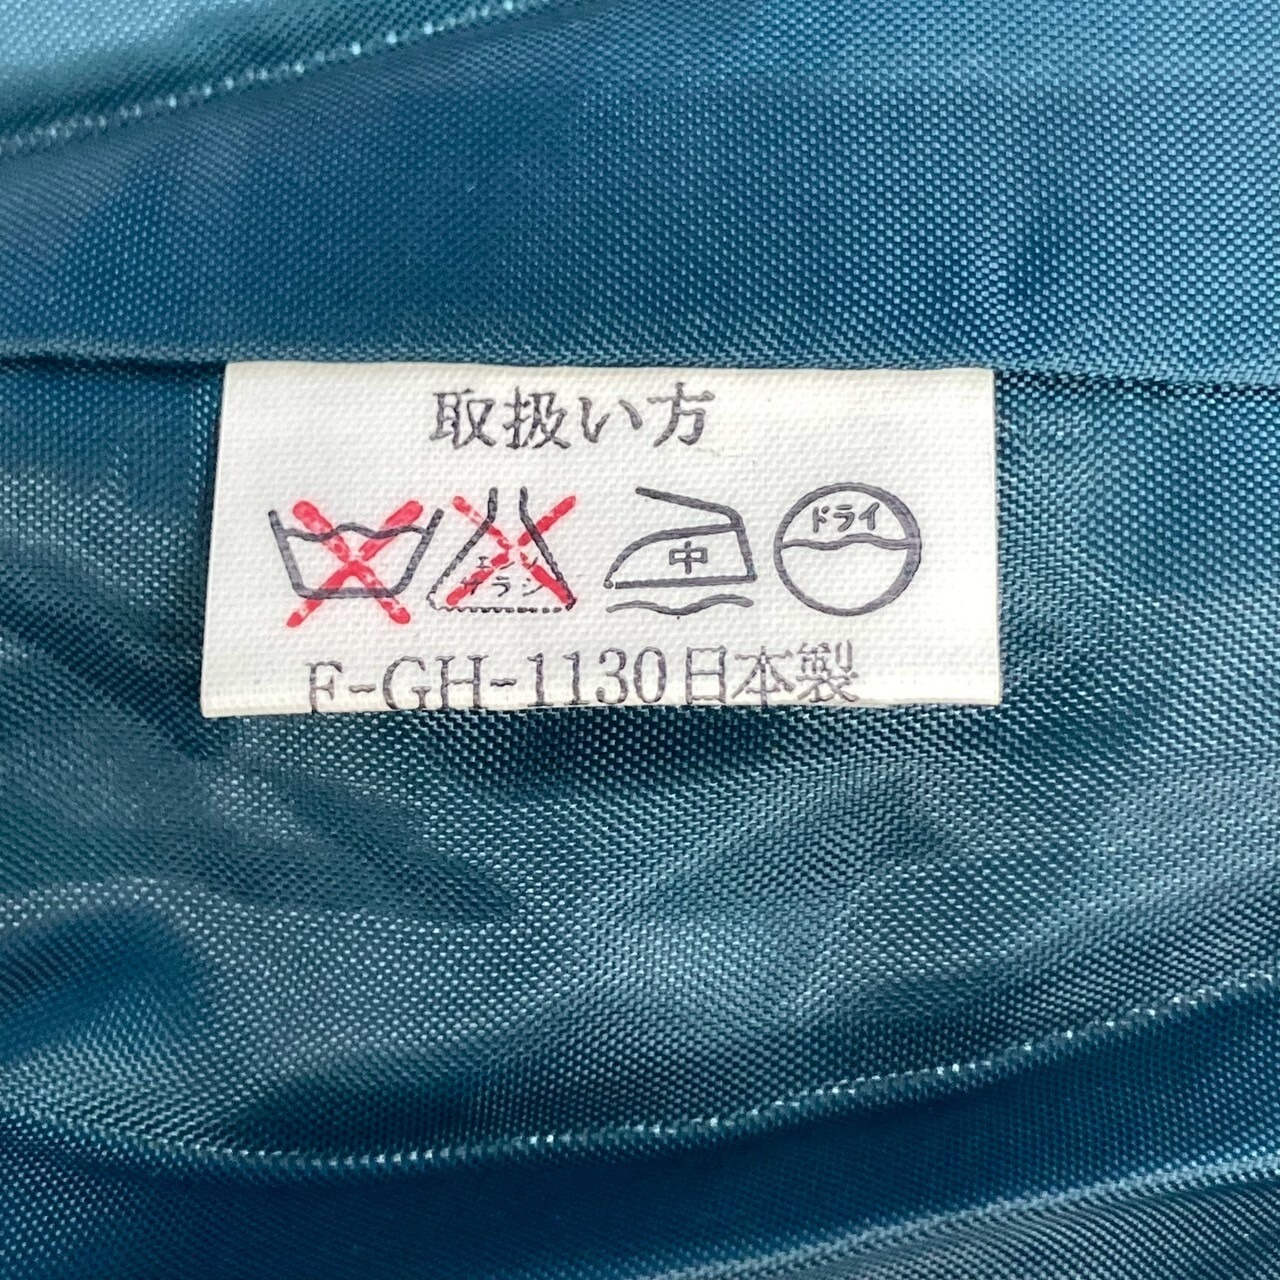 取扱い方
エンソ
サラシ
中
ドライ
F-GH-1130日本製